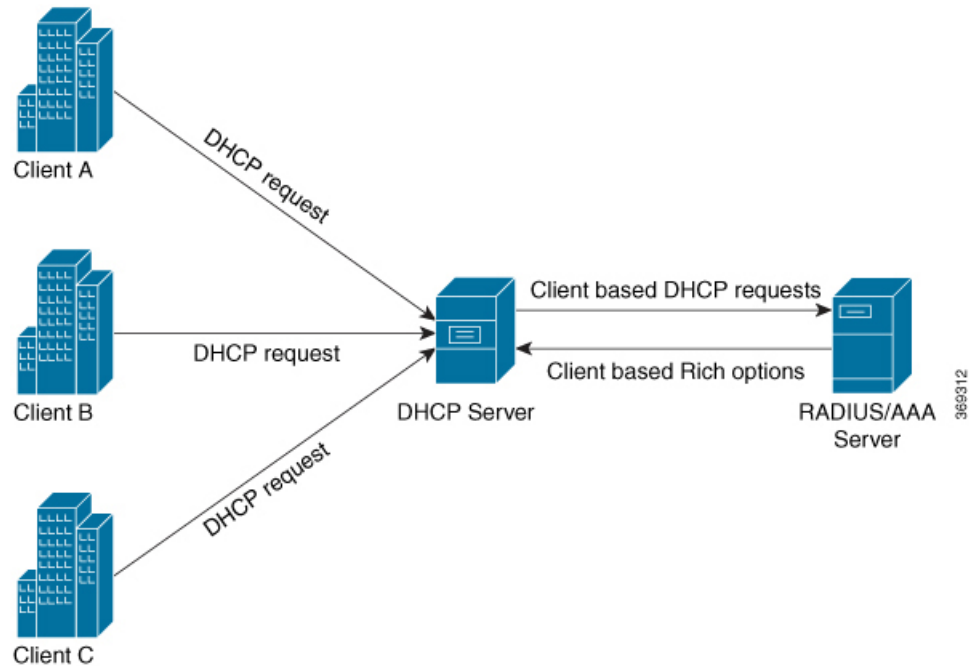 Client A
DHCP request
Client B
DHCP request
Client C
DHCP request
DHCP Server
Client based DHCP requests
Client based Rich options
RADIUS/AAA
Server
369312